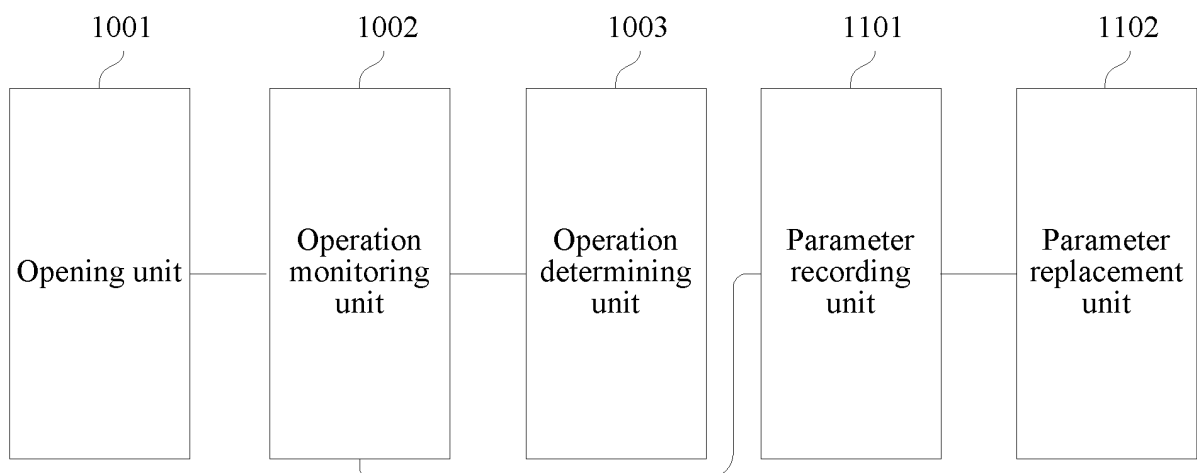 1001
1002
1003
1101
1102
Opening unit
Operation
monitoring
unit
Operation
determining
unit
Parameter
recording
unit
Parameter
replacement
unit